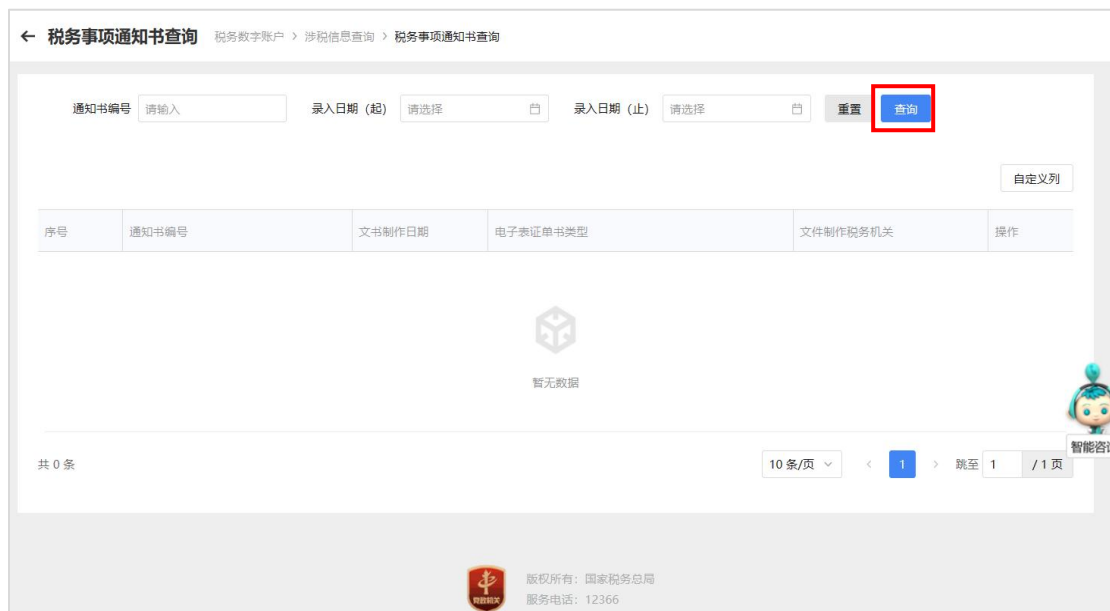 ← 税务事项通知书查询 税务数字账户 > 涉税信息查询 > 税务事项通知书查询
通知书编号 请输入 录入日期（起） 请选择 录入日期（止） 请选择 重置 查询
自定义列
序号 通知书编号 文书制作日期 电子表证单书类型 文件制作税务机关 操作
暂无数据
智能咨询
共 0 条 10 条/页 < 1 > 跳至 1 / 1 页
版权所有：国家税务总局
党政机关 服务电话：12366